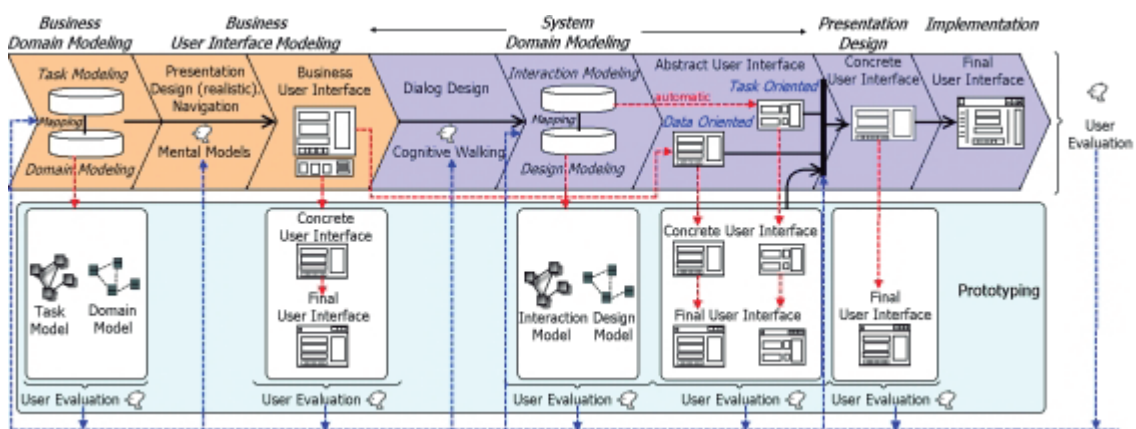 Business
Domain Modeling
Business
User Interface Modeling
System
Domain Modeling
Presentation
Design
Implementation
Task Modeling
Mapping
Domain Modeling
Presentation
Design (realistic).
Navigation
Mental Models
Business
User Interface
Dialog Design
Cognitive Walking
Interaction Modeling
Mapping
Design Modeling
Abstract User Interface
Task Oriented
automatic
Data Oriented
Concrete
User Interface
Final
User Interface
User
Evaluation
Task
Model
Domain
Model
Concrete
User Interface
Final
User Interface
Interaction
Model
Design
Model
Concrete User Interface
Final User Interface
Final
User Interface
Prototyping
User Evaluation
User Evaluation
User Evaluation
User Evaluation
User Evaluation